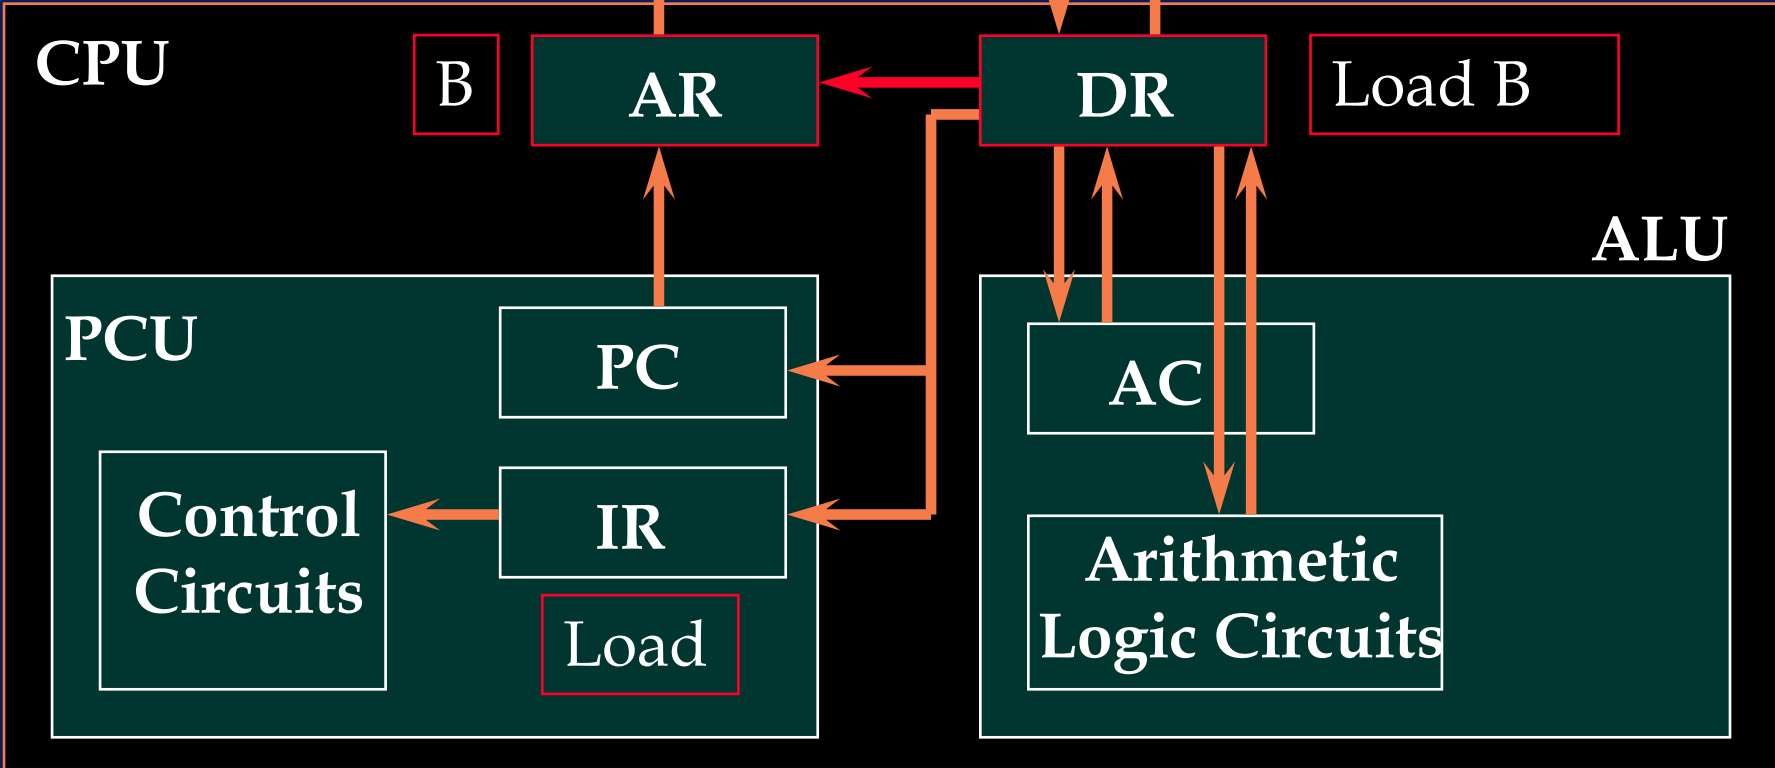 CPU
B
AR
DR
Load B
ALU
PCU
PC
AC
Control
Circuits
IR
Load
Arithmetic
Logic Circuits